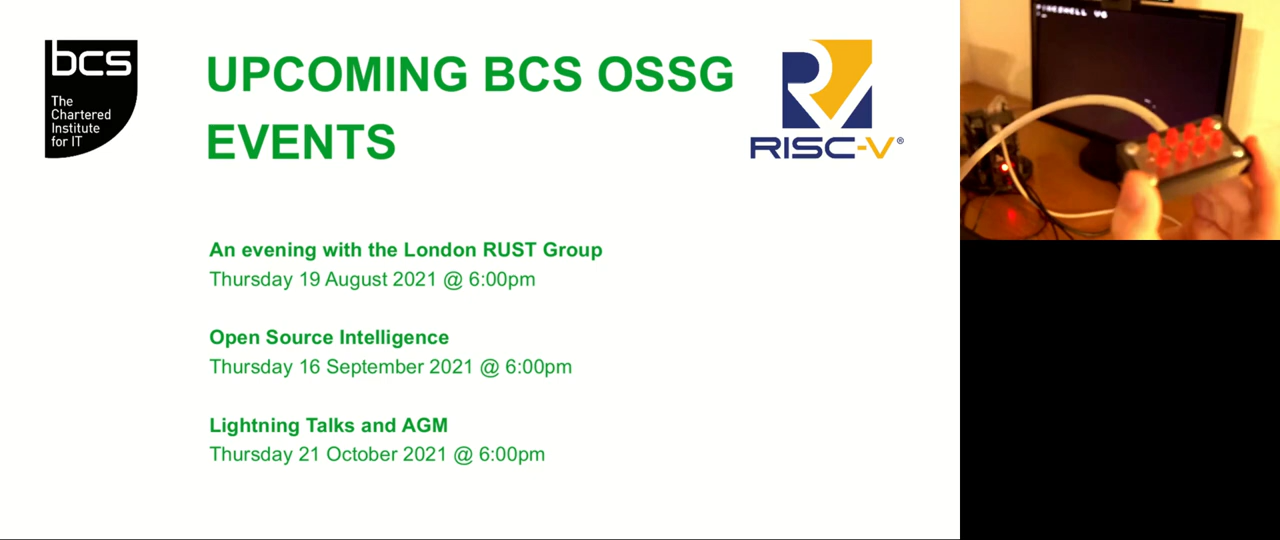 bcs
The
Chartered
Institute
for IT
UPCOMING BCS OSSG
EVENTS
RISC-V®
An evening with the London RUST Group
Thursday 19 August 2021 @ 6:00pm
Open Source Intelligence
Thursday 16 September 2021 @ 6:00pm
Lightning Talks and AGM
Thursday 21 October 2021 @ 6:00pm